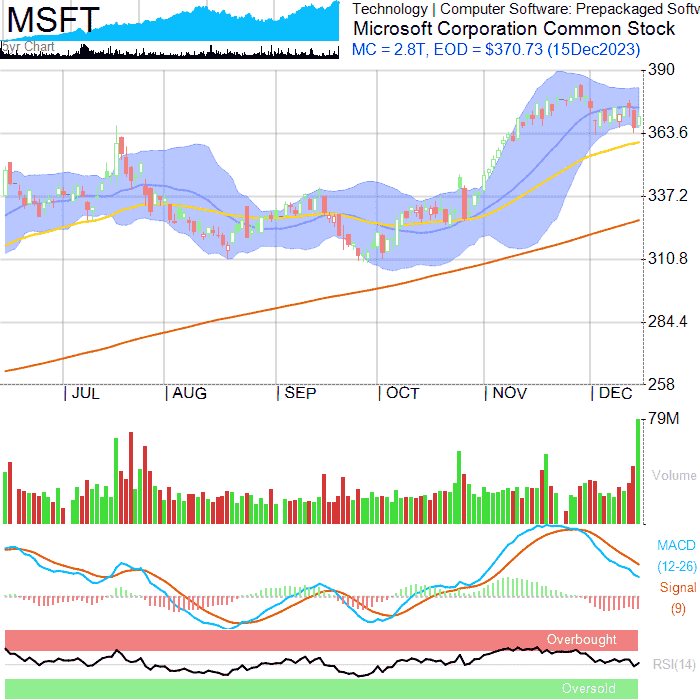 MSFT
5yr Chart
Technology | Computer Software: Prepackaged Softw
Microsoft Corporation Common Stock
MC = 2.8T, EOD = $370.73 (15Dec2023)
390
363.6
337.2
310.8
284.4
258
JUL
AUG
SEP
OCT
NOV
DEC
79M
Volume
MACD
(12-26)
Signal
(9)
Overbought
RSI(14)
Oversold